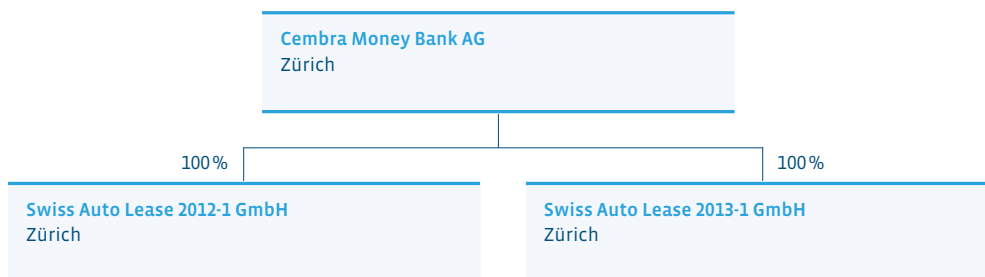 Cembra Money Bank AG
Zürich
100 %
100 %
Swiss Auto Lease 2012-1 GmbH
Zürich
Swiss Auto Lease 2013-1 GmbH
Zürich